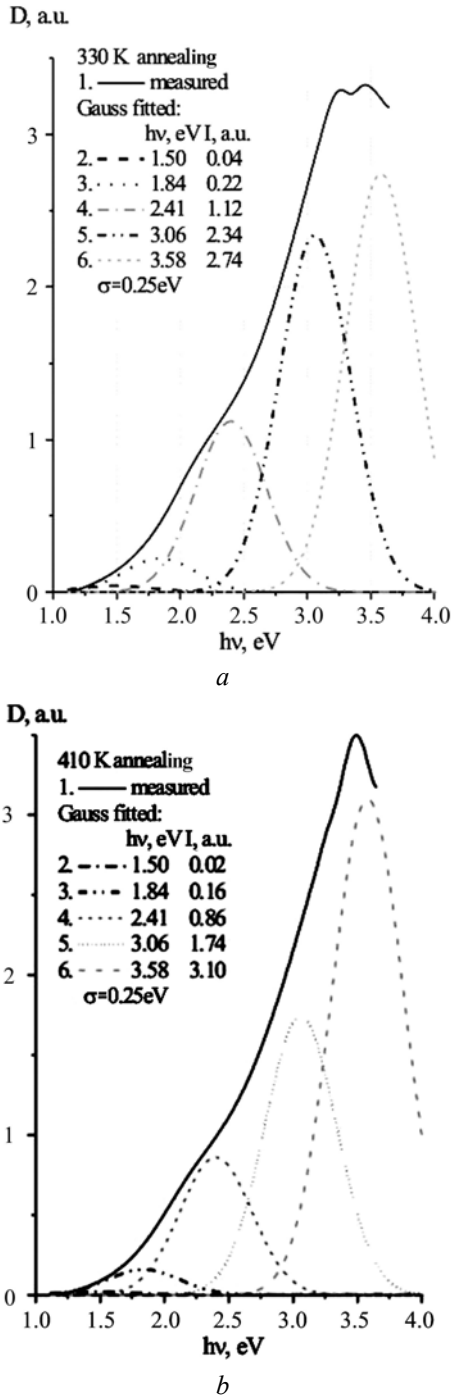 D, a.u.
330 K annealing
1. measured
Gauss fitted:
hν, eV I, a.u.
2. 1.50 0.04
3. 1.84 0.22
4. 2.41 1.12
5. 3.06 2.34
6. 3.58 2.74
σ=0.25eV
3
2
1
0
1.0 1.5 2.0 2.5 3.0 3.5 4.0
hν, eV
a
D, a.u.
410 K annealing
1. measured
Gauss fitted:
hν, eV I, a.u.
2. 1.50 0.02
3. 1.84 0.16
4. 2.41 0.86
5. 3.06 1.74
6. 3.58 3.10
σ=0.25eV
3
2
1
0
1.0 1.5 2.0 2.5 3.0 3.5 4.0
hν, eV
b